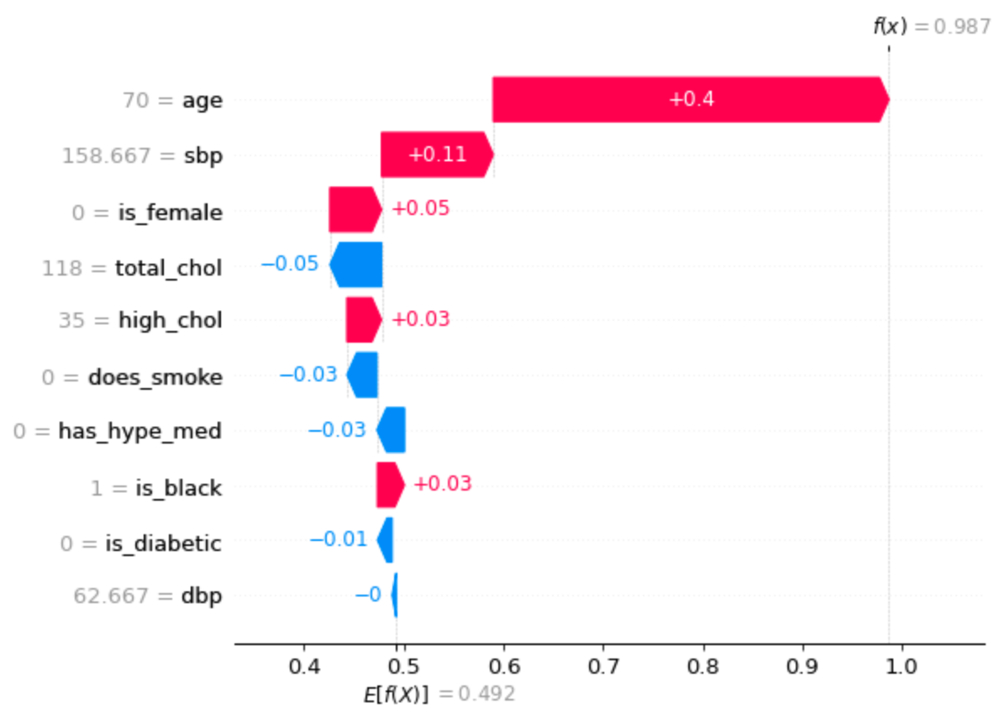 f(x) = 0.987
70 = age +0.4
158.667 = sbp +0.11
0 = is_female +0.05
118 = total_chol −0.05
35 = high_chol +0.03
0 = does_smoke −0.03
0 = has_hype_med −0.03
1 = is_black +0.03
0 = is_diabetic −0.01
62.667 = dbp −0
0.4 0.5 0.6 0.7 0.8 0.9 1.0
E[f(X)] = 0.492